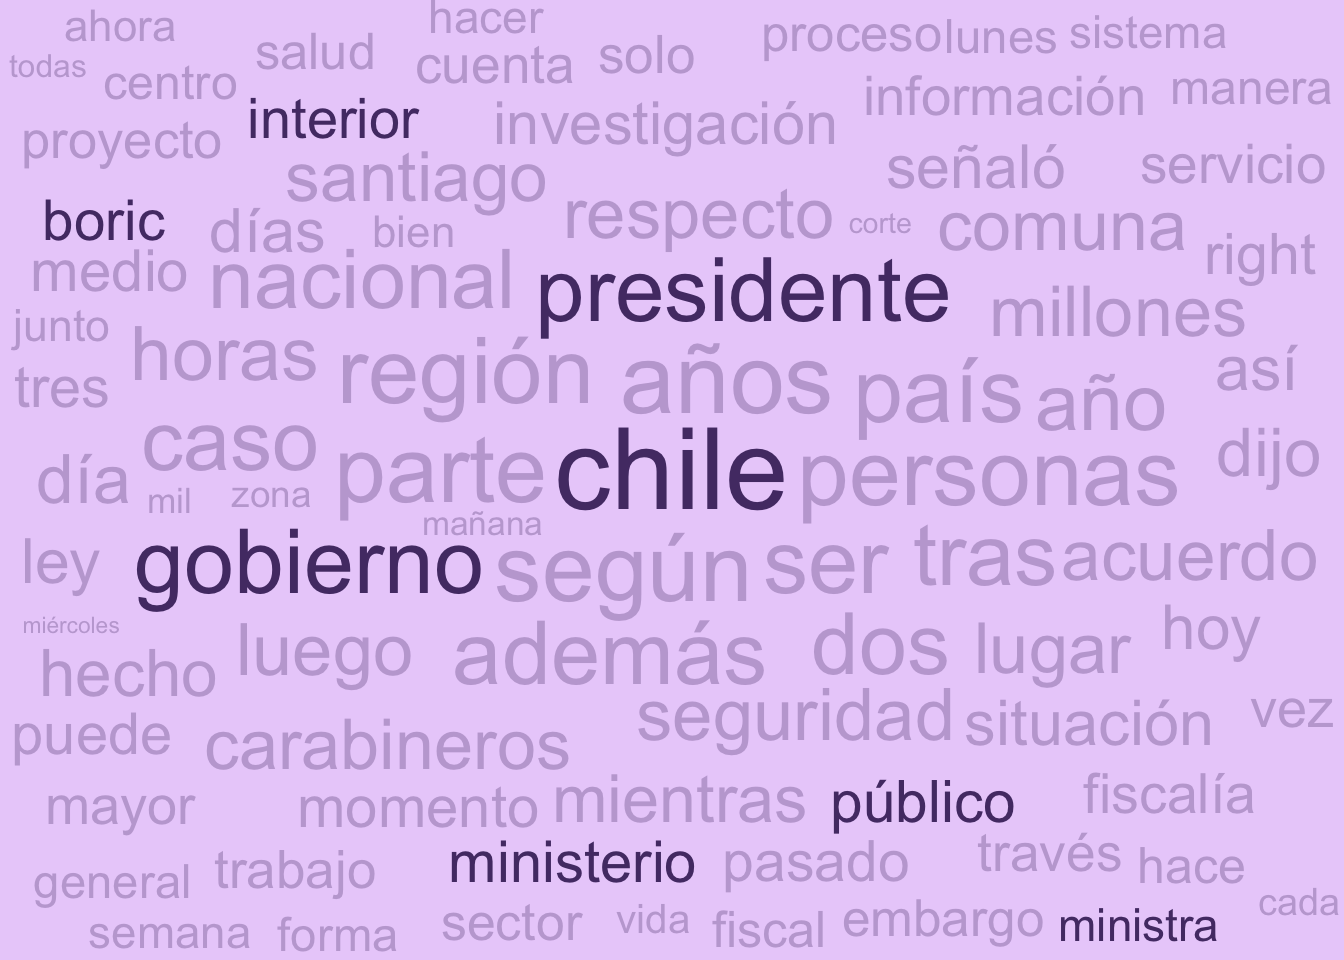 ahora hacer
todas centro salud cuenta solo proceso lunes sistema
proyecto interior investigación información manera
santiago señaló servicio
boric días bien respecto corte comuna
medio nacional presidente right
junto horas región años país millones así
tres año
día caso parte chile personas dijo
mil zona mañana
ley gobierno según ser tras acuerdo
miércoles
hecho luego además dos lugar hoy
puede carabineros seguridad situación vez
mayor momento mientras público fiscalía
general trabajo ministerio pasado través hace
semana forma sector vida fiscal embargo ministra cada